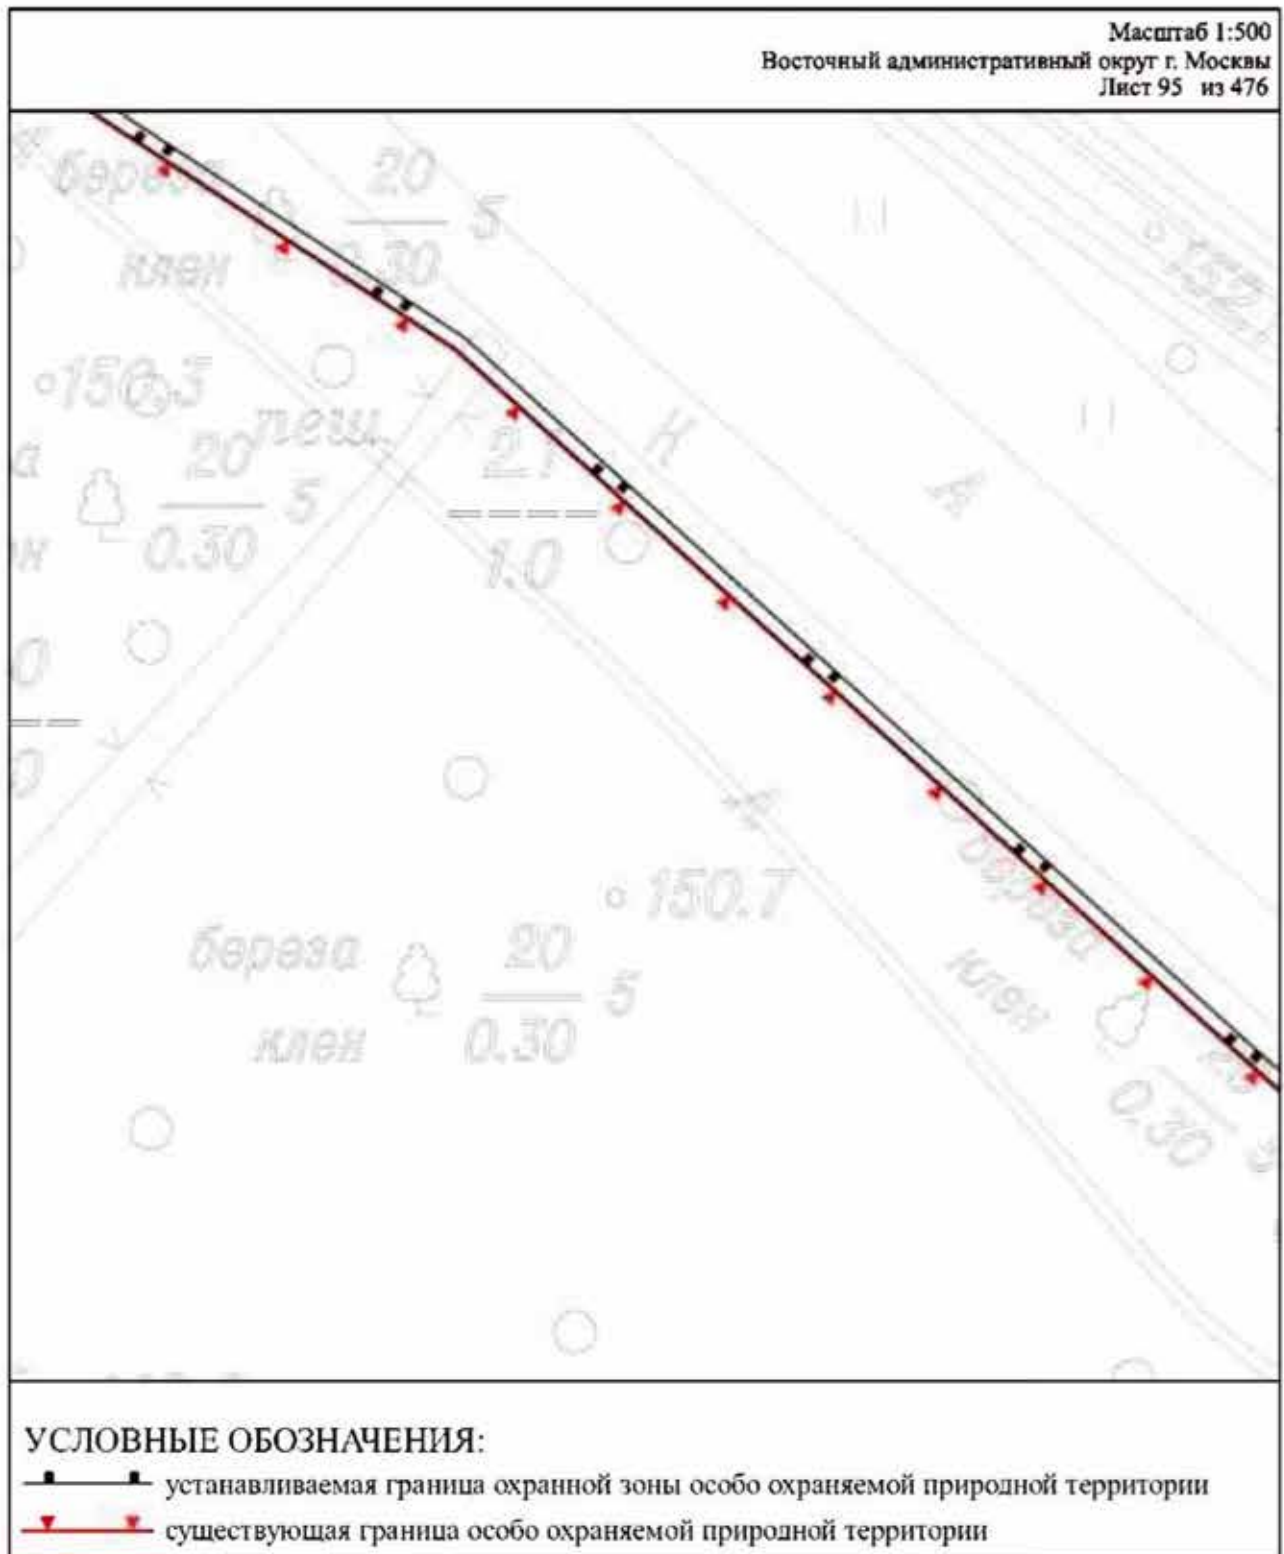 Масштаб 1:500
Восточный административный округ г. Москвы
Лист 95 из 476
береза
20
5
0.30
клен
152.
156.3
пеш.
20
5
0.30
2.1
1.0
К
А
150.7
береза
клен
20
5
0.30
береза
клен
0.30
УСЛОВНЫЕ ОБОЗНАЧЕНИЯ:
устанавливаемая граница охранной зоны особо охраняемой природной территории
существующая граница особо охраняемой природной территории